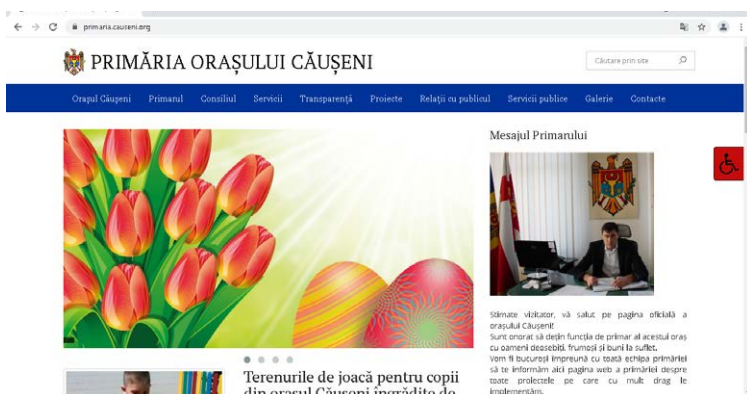 primaria.causeni.org
PRIMĂRIA ORAȘULUI CĂUȘENI
Căutare prin site
Orașul Căușeni Primarul Consiliul Servicii Transparență Proiecte Relații cu publicul Servicii publice Galerie Contacte
Mesajul Primarului
Stimate vizitator, vă salut pe pagina oficială a
orașului Căușeni!
Sunt onorat să dețin funcția de primar al acestui oraș
cu oameni deosebiți, frumoși și buni la suflet.
Vom fi bucuroși împreună cu toată echipa primăriei
să te informăm aici pagina web a primăriei despre
toate proiectele pe care cu mult drag le
implementăm.
Terenurile de joacă pentru copii
din orașul Căușeni îngrădite de